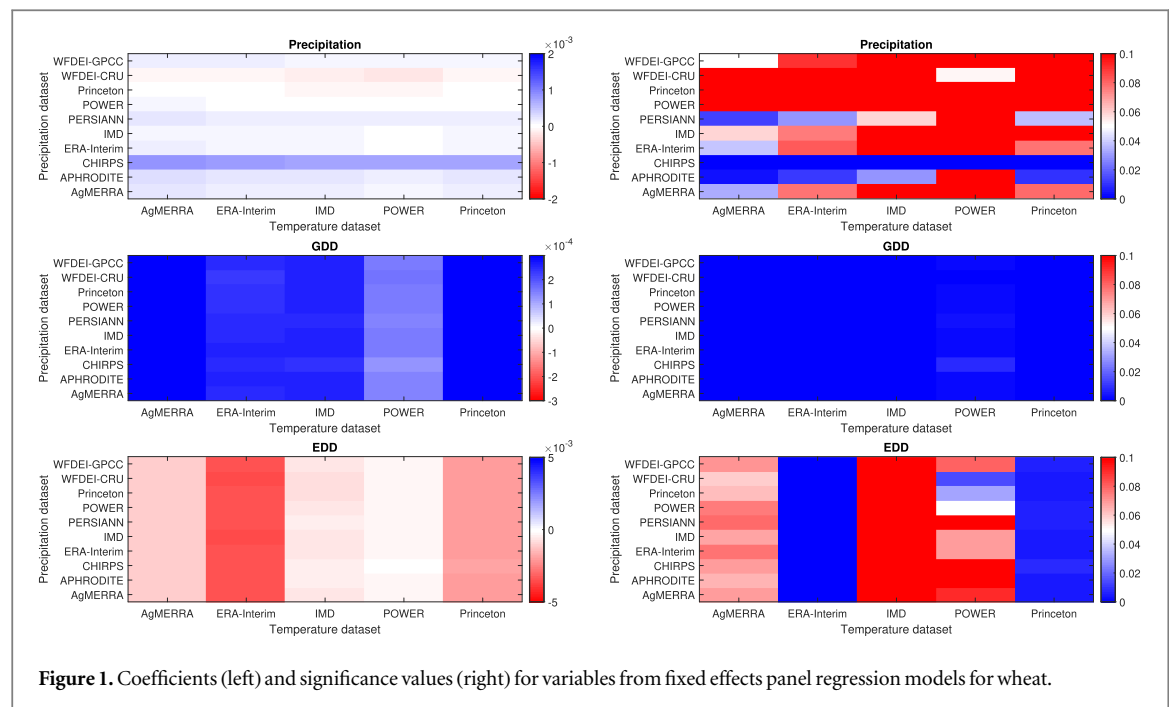 Precipitation
×10⁻³
Precipitation dataset
WFDEI-GPCC
WFDEI-CRU
Princeton
POWER
PERSIANN
IMD
ERA-Interim
CHIRPS
APHRODITE
AgMERRA
AgMERRA ERA-Interim IMD POWER Princeton
Temperature dataset
2
1
0
-1
-2
Precipitation
Precipitation dataset
WFDEI-GPCC
WFDEI-CRU
Princeton
POWER
PERSIANN
IMD
ERA-Interim
CHIRPS
APHRODITE
AgMERRA
AgMERRA ERA-Interim IMD POWER Princeton
Temperature dataset
0.1
0.08
0.06
0.04
0.02
0
GDD
×10⁻⁴
Precipitation dataset
WFDEI-GPCC
WFDEI-CRU
Princeton
POWER
PERSIANN
IMD
ERA-Interim
CHIRPS
APHRODITE
AgMERRA
AgMERRA ERA-Interim IMD POWER Princeton
Temperature dataset
3
2
1
0
-1
-2
-3
GDD
Precipitation dataset
WFDEI-GPCC
WFDEI-CRU
Princeton
POWER
PERSIANN
IMD
ERA-Interim
CHIRPS
APHRODITE
AgMERRA
AgMERRA ERA-Interim IMD POWER Princeton
Temperature dataset
0.1
0.08
0.06
0.04
0.02
0
EDD
×10⁻³
Precipitation dataset
WFDEI-GPCC
WFDEI-CRU
Princeton
POWER
PERSIANN
IMD
ERA-Interim
CHIRPS
APHRODITE
AgMERRA
AgMERRA ERA-Interim IMD POWER Princeton
Temperature dataset
5
0
-5
EDD
Precipitation dataset
WFDEI-GPCC
WFDEI-CRU
Princeton
POWER
PERSIANN
IMD
ERA-Interim
CHIRPS
APHRODITE
AgMERRA
AgMERRA ERA-Interim IMD POWER Princeton
Temperature dataset
0.1
0.08
0.06
0.04
0.02
0
Figure 1. Coefficients (left) and significance values (right) for variables from fixed effects panel regression models for wheat.